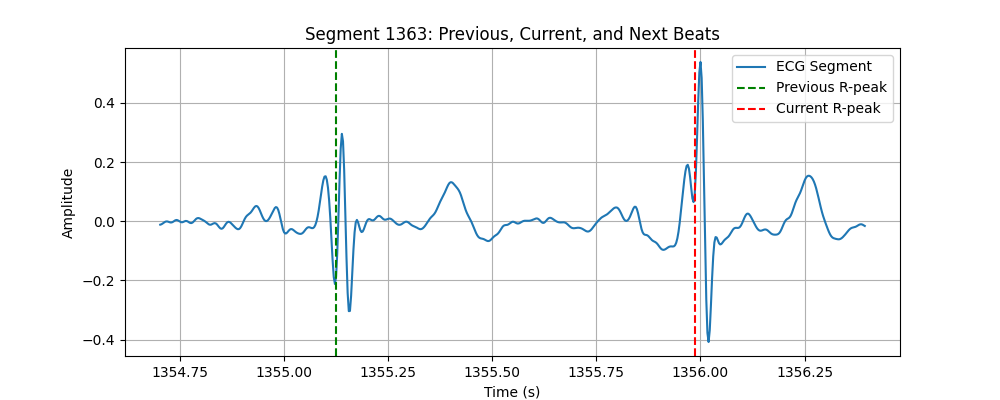 Segment 1363: Previous, Current, and Next Beats
ECG Segment
Previous R-peak
Current R-peak
Amplitude
0.4
0.2
0.0
−0.2
−0.4
1354.75 1355.00 1355.25 1355.50 1355.75 1356.00 1356.25
Time (s)